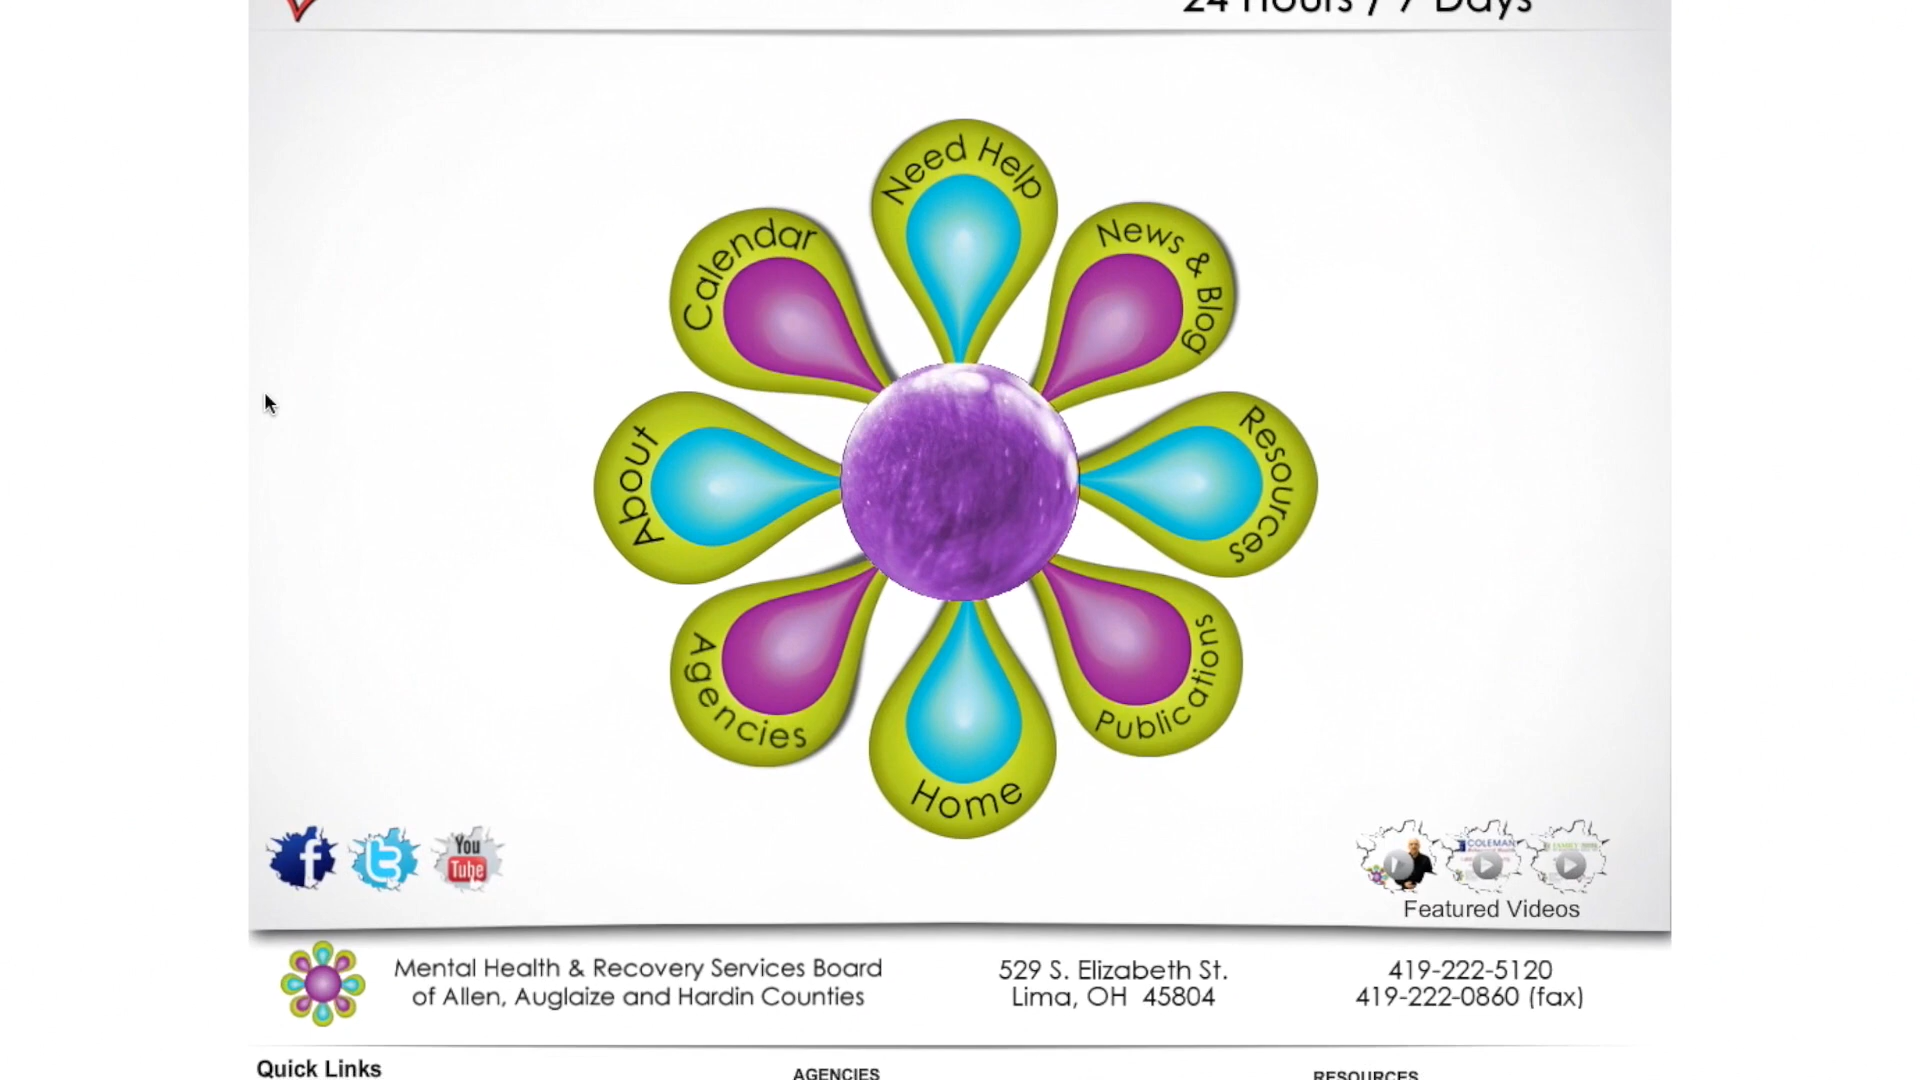 24 Hours / 7 Days
Need Help
Calendar
News & Blog
About
Resources
Agencies
Publications
Home
f
t
You
Tube
COLEMAN
Featured Videos
Mental Health & Recovery Services Board
of Allen, Auglaize and Hardin Counties
529 S. Elizabeth St.
Lima, OH 45804
419-222-5120
419-222-0860 (fax)
Quick Links
AGENCIES
RESOURCES